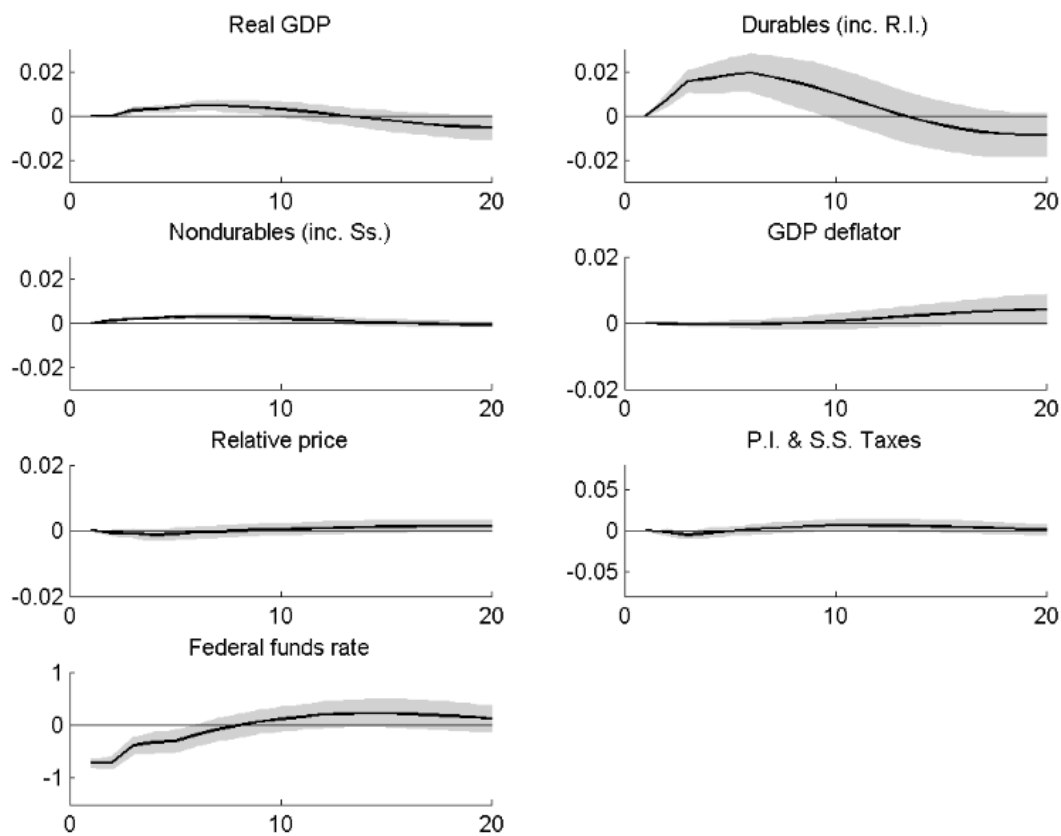 Real GDP
0.02
0
-0.02
0 10 20
Durables (inc. R.I.)
0.02
0
-0.02
0 10 20
Nondurables (inc. Ss.)
0.02
0
-0.02
0 10 20
GDP deflator
0.02
0
-0.02
0 10 20
Relative price
0.02
0
-0.02
0 10 20
P.I. & S.S. Taxes
0.05
0
-0.05
0 10 20
Federal funds rate
1
0
-1
0 10 20